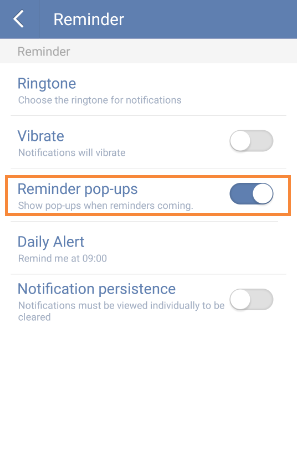 Reminder
Reminder
Ringtone
Choose the ringtone for notifications
Vibrate
Notifications will vibrate
Reminder pop-ups
Show pop-ups when reminders coming.
Daily Alert
Remind me at 09:00
Notification persistence
Notifications must be viewed individually to be
cleared